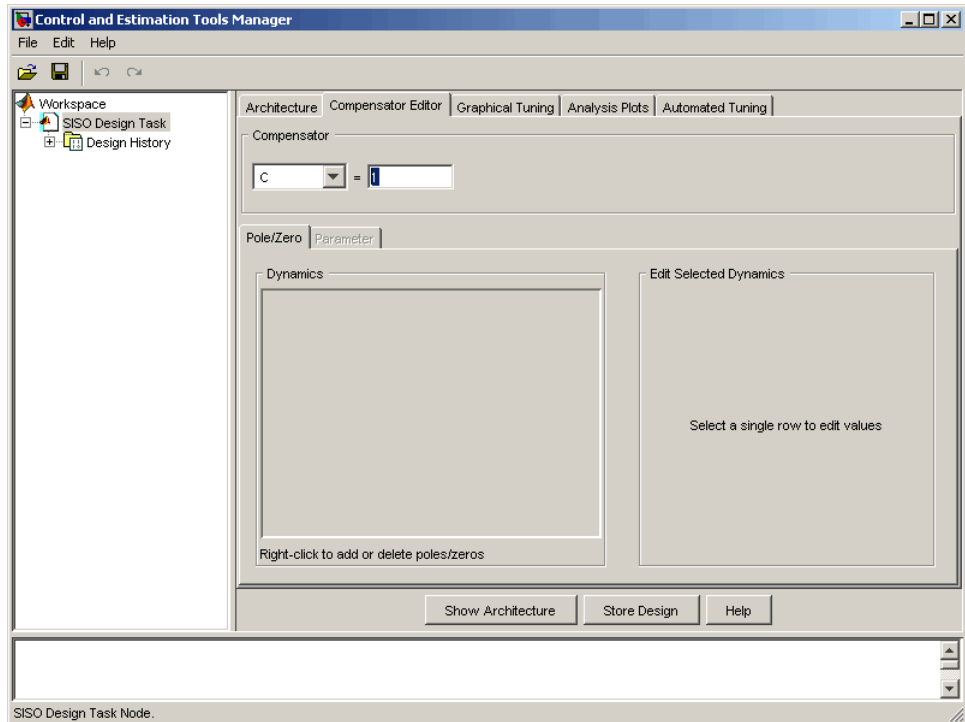 Control and Estimation Tools Manager
File Edit Help
Workspace
SISO Design Task
Design History
Architecture Compensator Editor Graphical Tuning Analysis Plots Automated Tuning
Compensator
C = 1
Pole/Zero Parameter
Dynamics
Edit Selected Dynamics
Select a single row to edit values
Right-click to add or delete poles/zeros
Show Architecture Store Design Help
SISO Design Task Node.